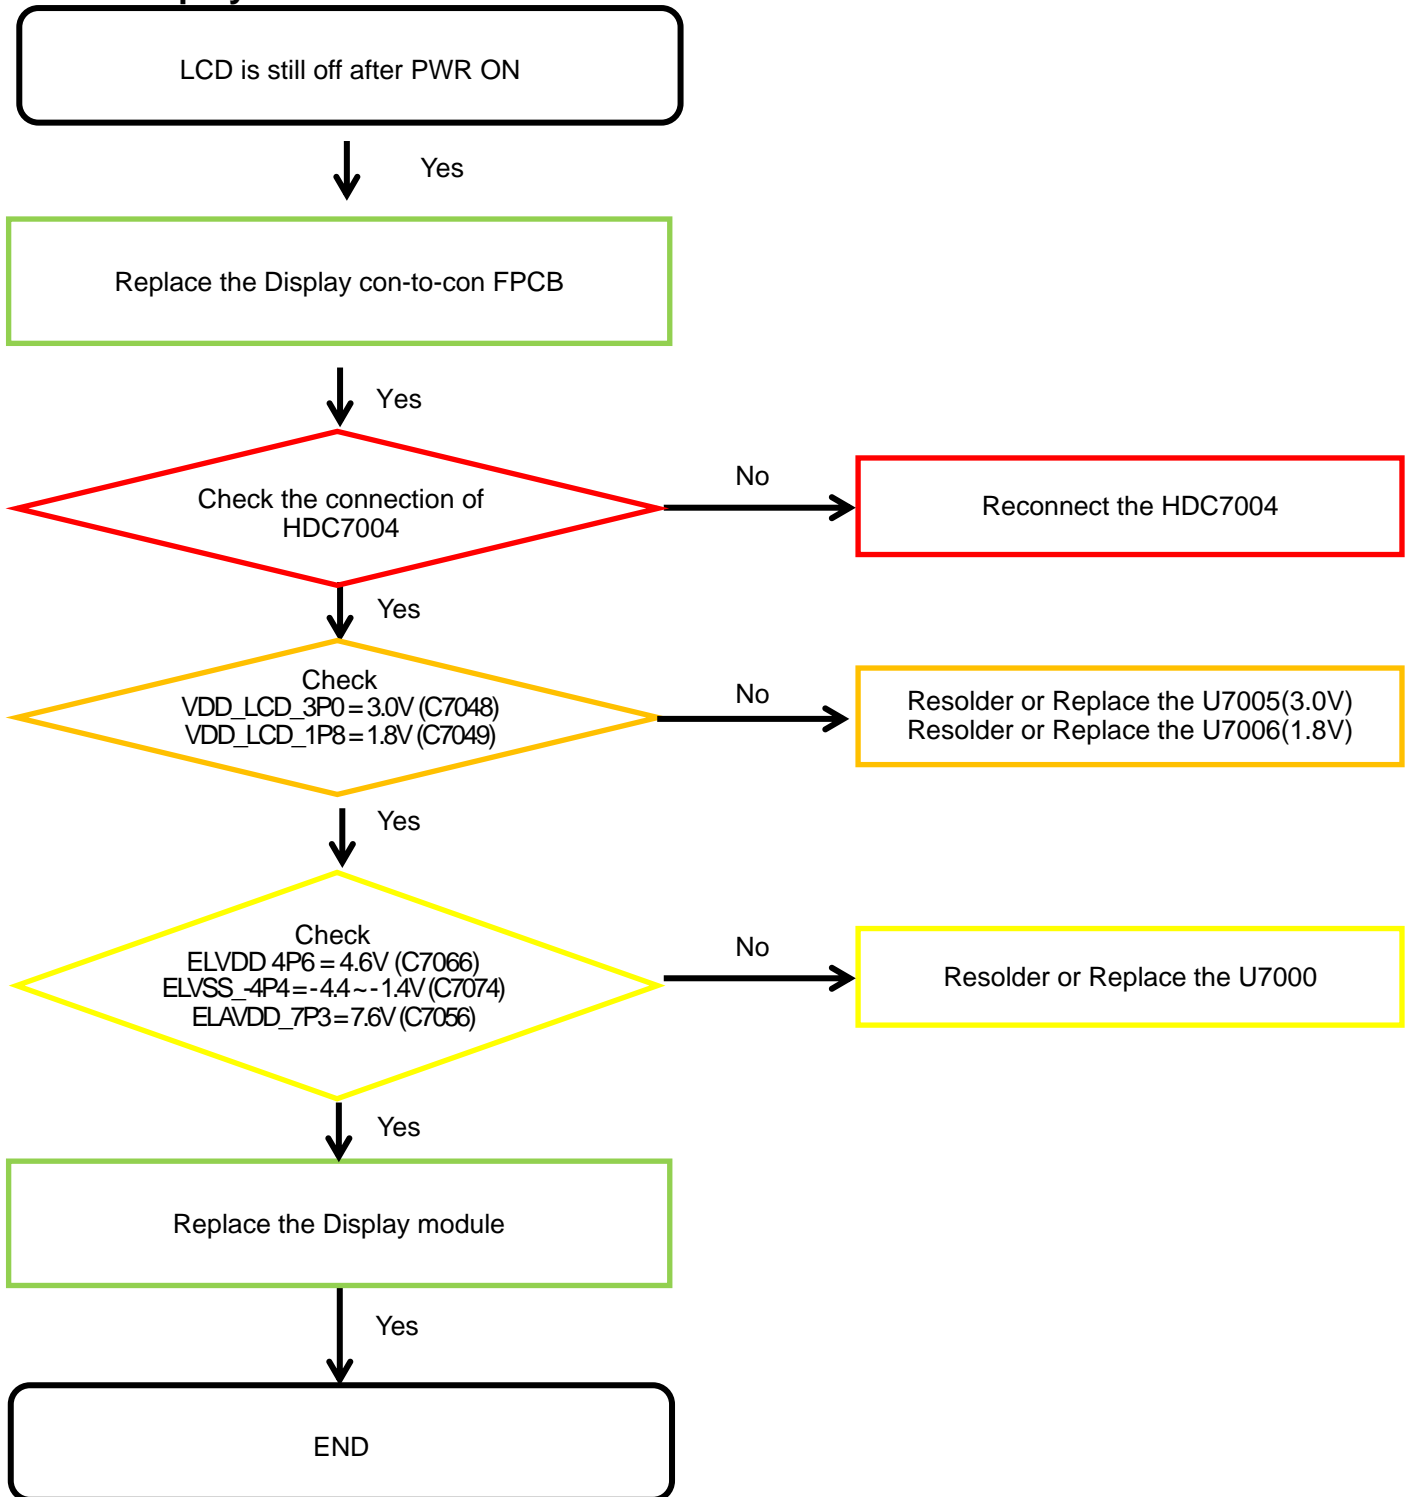 LCD is still off after PWR ON
Yes
Replace the Display con-to-con FPCB
Yes
Check the connection of
HDC7004
No
Reconnect the HDC7004
Yes
Check
VDD_LCD_3P0 = 3.0V (C7048)
VDD_LCD_1P8 = 1.8V (C7049)
No
Resolder or Replace the U7005(3.0V)
Resolder or Replace the U7006(1.8V)
Yes
Check
ELVDD 4P6 = 4.6V (C7066)
ELVSS_-4P4 = -4.4 ~ -1.4V (C7074)
ELAVDD_7P3 = 7.6V (C7056)
No
Resolder or Replace the U7000
Yes
Replace the Display module
Yes
END